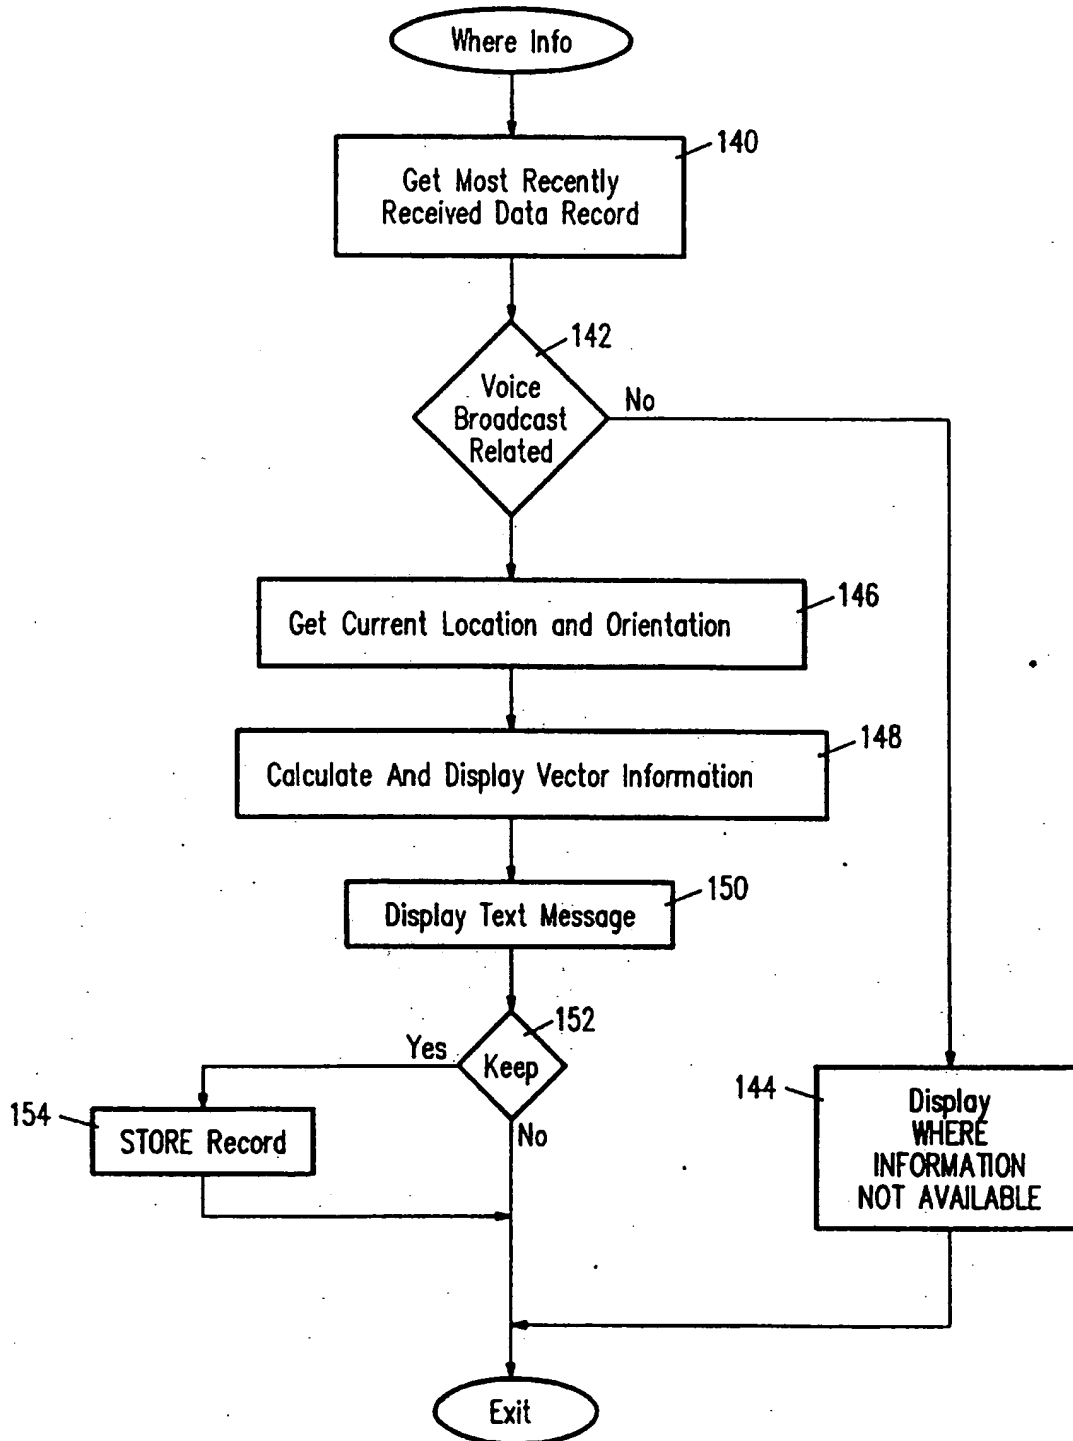 Where Info
140
Get Most Recently
Received Data Record
142
Voice
Broadcast
Related
No
146
Get Current Location and Orientation
148
Calculate And Display Vector Information
150
Display Text Message
152
Yes
Keep
No
154
STORE Record
144
Display
WHERE
INFORMATION
NOT AVAILABLE
Exit